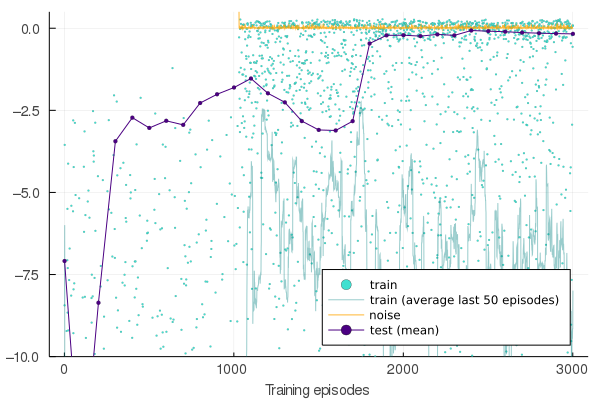 0.0
−2.5
−5.0
−7.5
−10.0
train
train (average last 50 episodes)
noise
test (mean)
0
1000
2000
3000
Training episodes